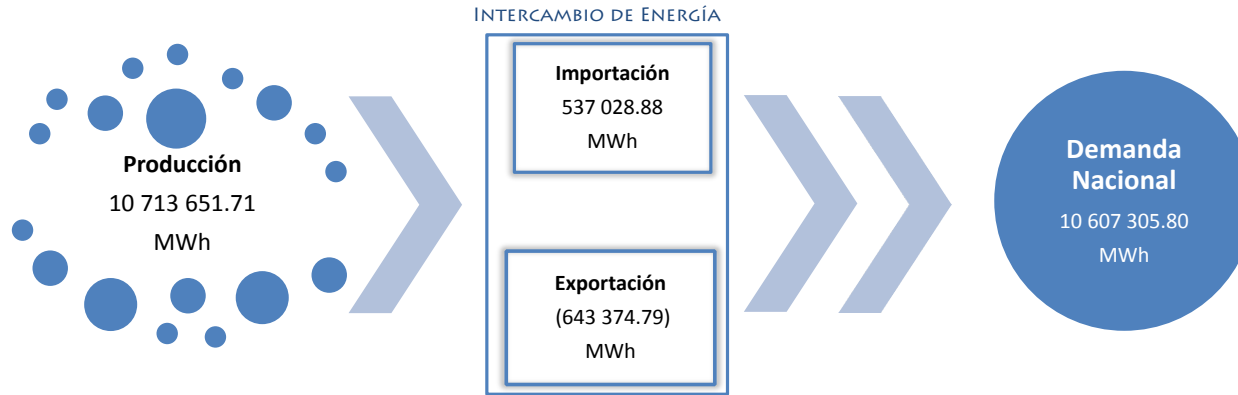 INTERCAMBIO DE ENERGÍA
Producción
10 713 651.71
MWh
Importación
537 028.88
MWh
Exportación
(643 374.79)
MWh
Demanda
Nacional
10 607 305.80
MWh